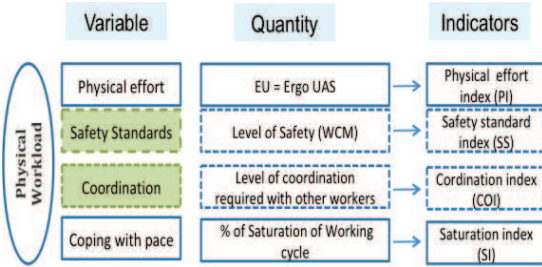 Variable
Quantity
Indicators
Physical
Workload
Physical effort
EU = Ergo UAS
Physical effort
index (PI)
Safety Standards
Level of Safety (WCM)
Safety standard
index (SS)
Coordination
Level of coordination
required with other workers
Cordination index
(COI)
Coping with pace
% of Saturation of Working
cycle
Saturation index
(SI)